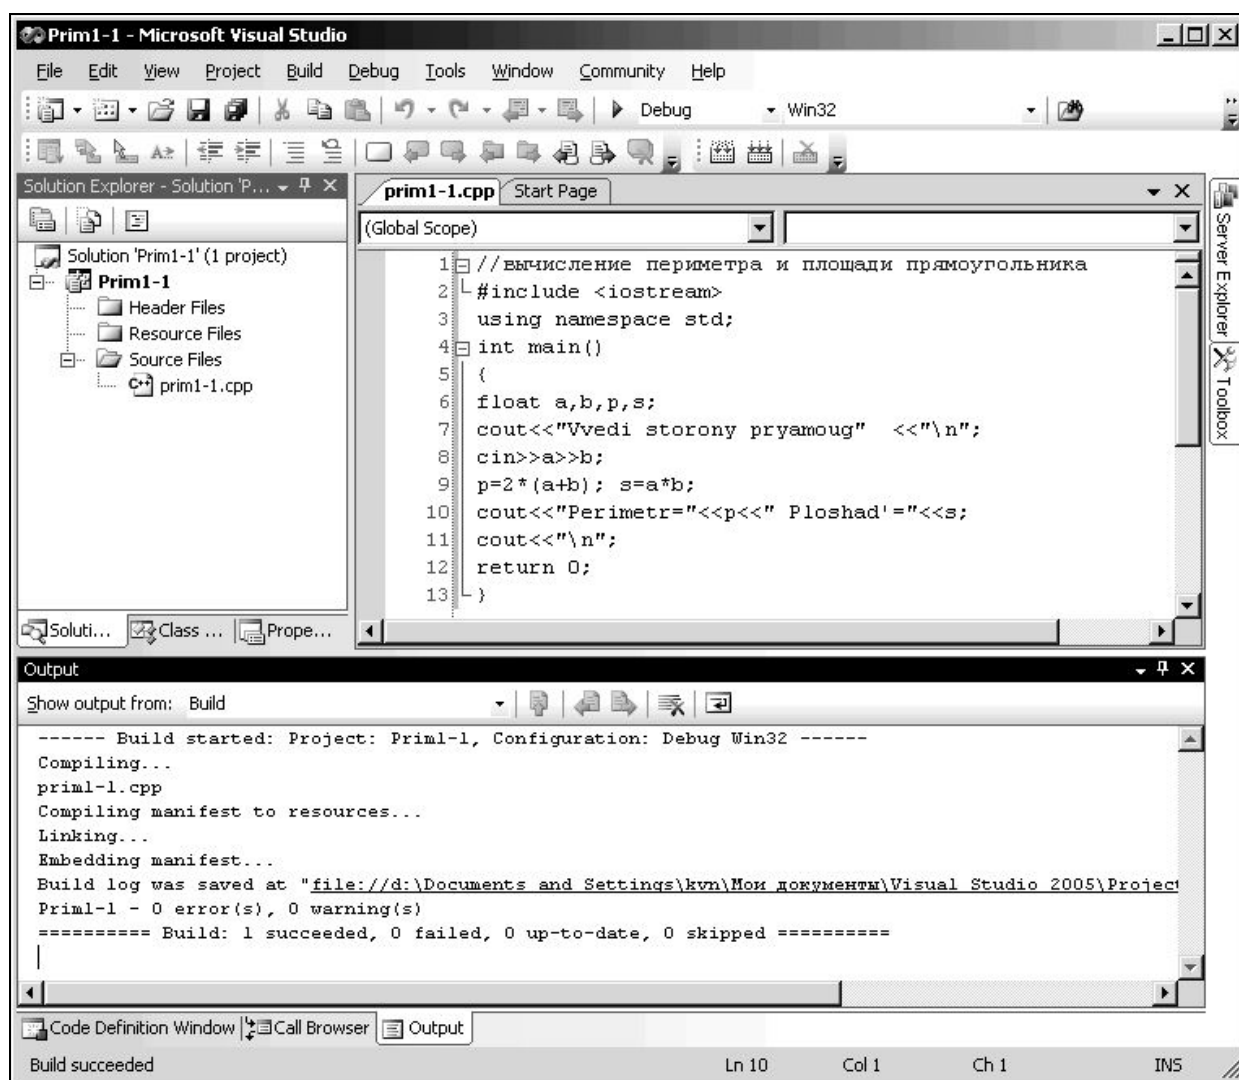 Prim1-1 - Microsoft Visual Studio
File Edit View Project Build Debug Tools Window Community Help
Debug Win32
Solution Explorer - Solution 'P...
prim1-1.cpp Start Page
(Global Scope)
Solution 'Prim1-1' (1 project)
Prim1-1
Header Files
Resource Files
Source Files
prim1-1.cpp
1 //вычисление периметра и площади прямоугольника
2 #include <iostream>
3 using namespace std;
4 int main()
5 {
6 float a,b,p,s;
7 cout<<"Vvedi storony pryamoug"  <<"\n";
8 cin>>a>>b;
9 p=2*(a+b); s=a*b;
10 cout<<"Perimetr="<<p<<" Ploshad'="<<s;
11 cout<<"\n";
12 return 0;
13 }
Server Explorer
Toolbox
Soluti... Class ... Prope...
Output
Show output from: Build
------ Build started: Project: Prim1-1, Configuration: Debug Win32 ------
Compiling...
prim1-1.cpp
Compiling manifest to resources...
Linking...
Embedding manifest...
Build log was saved at "file://d:\Documents and Settings\kvn\Мои документы\Visual Studio 2005\Project
Prim1-1 - 0 error(s), 0 warning(s)
========== Build: 1 succeeded, 0 failed, 0 up-to-date, 0 skipped ==========
Code Definition Window Call Browser Output
Build succeeded Ln 10 Col 1 Ch 1 INS